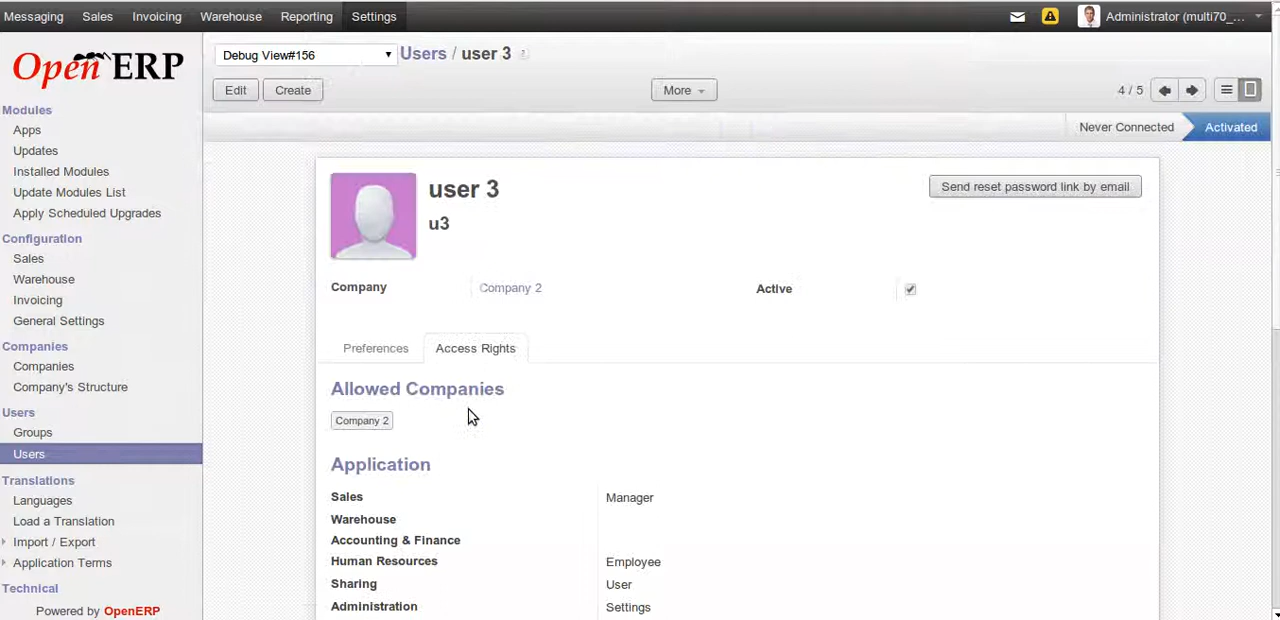 Messaging Sales Invoicing Warehouse Reporting Settings Administrator (multi70_...
Open ERP
Debug View#156 Users / user 3 ?
Edit Create More 4 / 5
Never Connected Activated
Modules
Apps
Updates
Installed Modules
Update Modules List
Apply Scheduled Upgrades
Configuration
Sales
Warehouse
Invoicing
General Settings
Companies
Companies
Company's Structure
Users
Groups
Users
Translations
Languages
Load a Translation
Import / Export
Application Terms
Technical
Powered by OpenERP
user 3
u3
Send reset password link by email
Company Company 2 Active
Preferences Access Rights
Allowed Companies
Company 2
Application
Sales Manager
Warehouse
Accounting & Finance
Human Resources Employee
Sharing User
Administration Settings